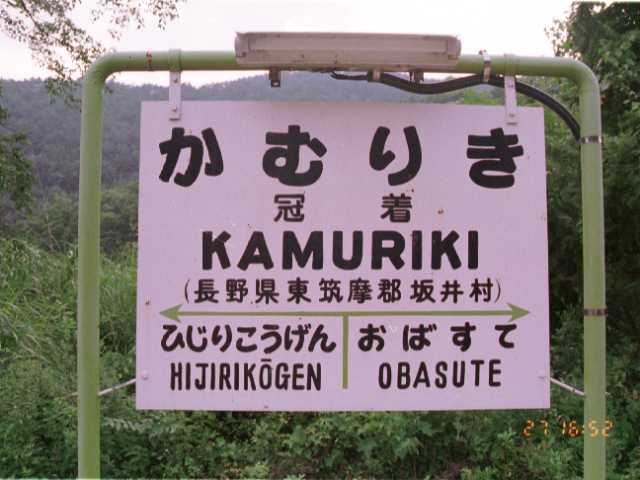 かむりき
冠着
KAMURIKI
(長野県東筑摩郡坂井村)
ひじりこうげん おばすて
HIJIRIKŌGEN OBASUTE
27 16:52